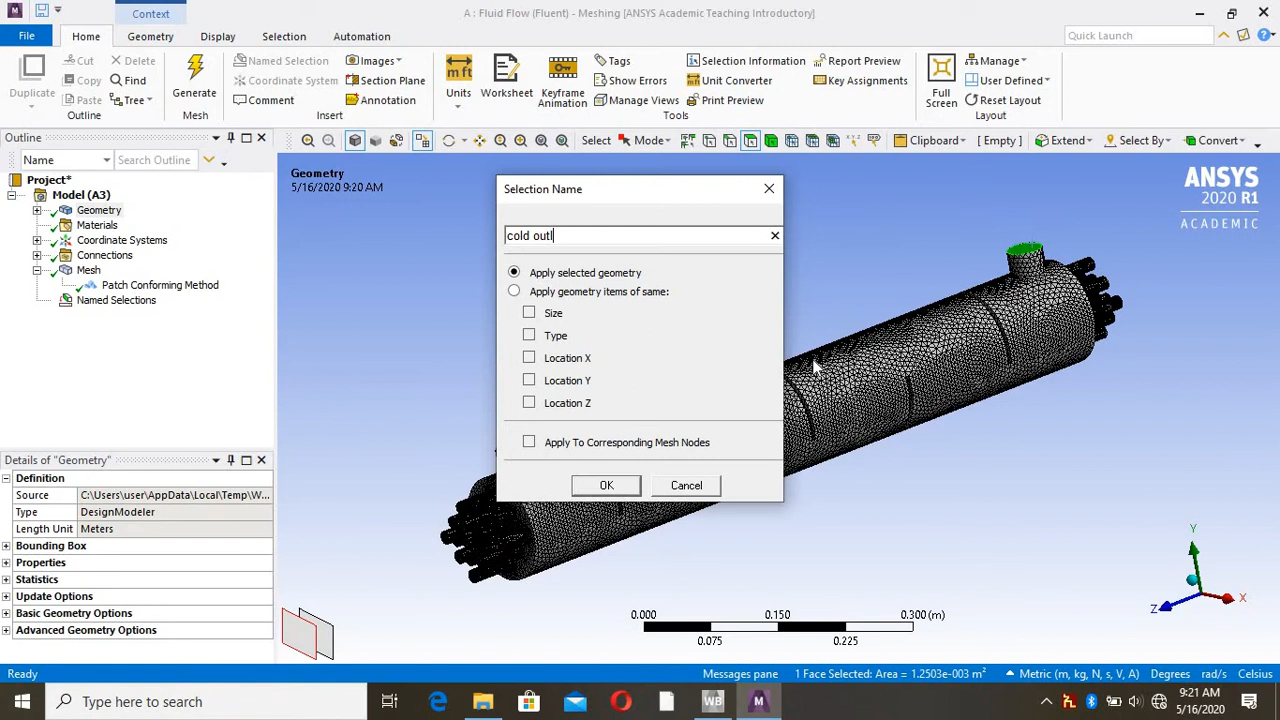 Context
A : Fluid Flow (Fluent) - Meshing [ANSYS Academic Teaching Introductory]
File
Home
Geometry
Display
Selection
Automation
Quick Launch
Duplicate
Cut
Copy
Paste
Delete
Find
Tree
Outline
Generate
Mesh
Named Selection
Coordinate System
Comment
Images
Section Plane
Annotation
Insert
mft
Units
Worksheet
Keyframe
Animation
Tags
Show Errors
Manage Views
Selection Information
Unit Converter
Print Preview
Report Preview
Key Assignments
Tools
Full
Screen
Manage
User Defined
Reset Layout
Layout
Outline
Select
Mode
Clipboard
[ Empty ]
Extend
Select By
Convert
Name
Search Outline
Project*
Model (A3)
Geometry
Materials
Coordinate Systems
Connections
Mesh
Patch Conforming Method
Named Selections
Geometry
5/16/2020 9:20 AM
ANSYS
2020 R1
ACADEMIC
Selection Name
cold outl
Apply selected geometry
Apply geometry items of same:
Size
Type
Location X
Location Y
Location Z
Apply To Corresponding Mesh Nodes
OK
Cancel
Details of "Geometry"
Definition
Source C:\Users\user\AppData\Local\Temp\W...
Type DesignModeler
Length Unit Meters
Bounding Box
Properties
Statistics
Update Options
Basic Geometry Options
Advanced Geometry Options
0.000 0.150 0.300 (m)
0.075 0.225
Y
Z X
Ready
Messages pane
1 Face Selected: Area = 1.2503e-003 m²
Metric (m, kg, N, s, V, A)
Degrees
rad/s
Celsius
Type here to search
WB
M
9:21 AM
5/16/2020